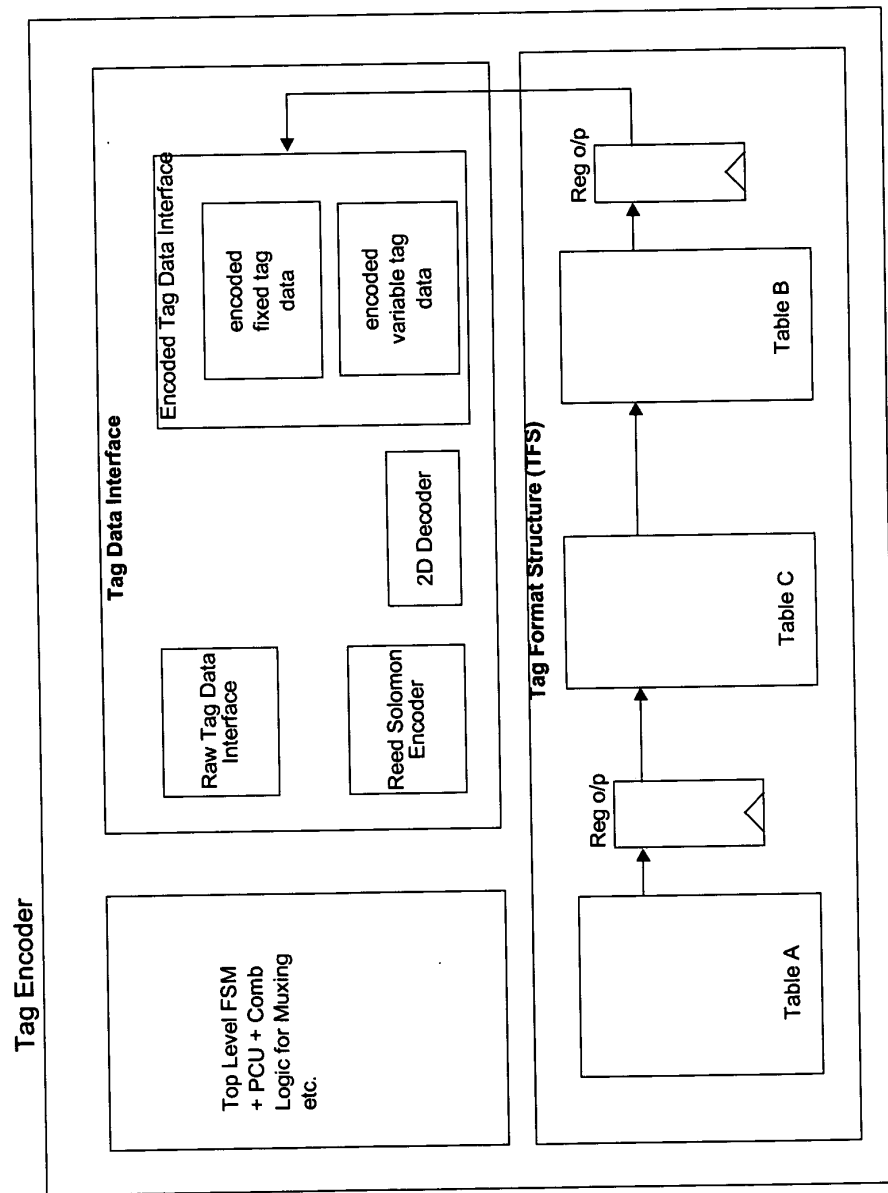 Tag Encoder
Top Level FSM
+ PCU + Comb
Logic for Muxing
etc.
Tag Data Interface
Raw Tag Data
Interface
Reed Solomon
Encoder
2D Decoder
Encoded Tag Data Interface
encoded
fixed tag
data
encoded
variable tag
data
Tag Format Structure (TFS)
Table A
Reg o/p
Table C
Table B
Reg o/p